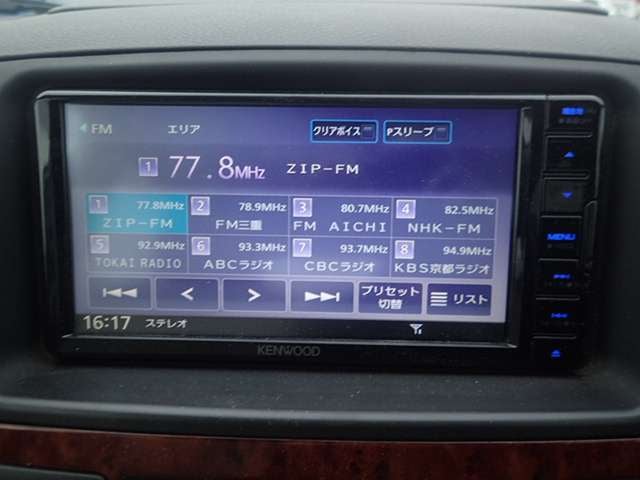 FM エリア クリアボイス Pスリープ
1 77.8MHz ZIP-FM
1 77.8MHz 2 78.9MHz 3 80.7MHz 4 82.5MHz
ZIP-FM FM三重 FM AICHI NHK-FM
5 92.9MHz 6 93.3MHz 7 93.7MHz 8 94.9MHz
TOKAI RADIO ABCラジオ CBCラジオ KBS京都ラジオ
プリセット
切替 リスト
16:17 ステレオ
KENWOOD
MENU